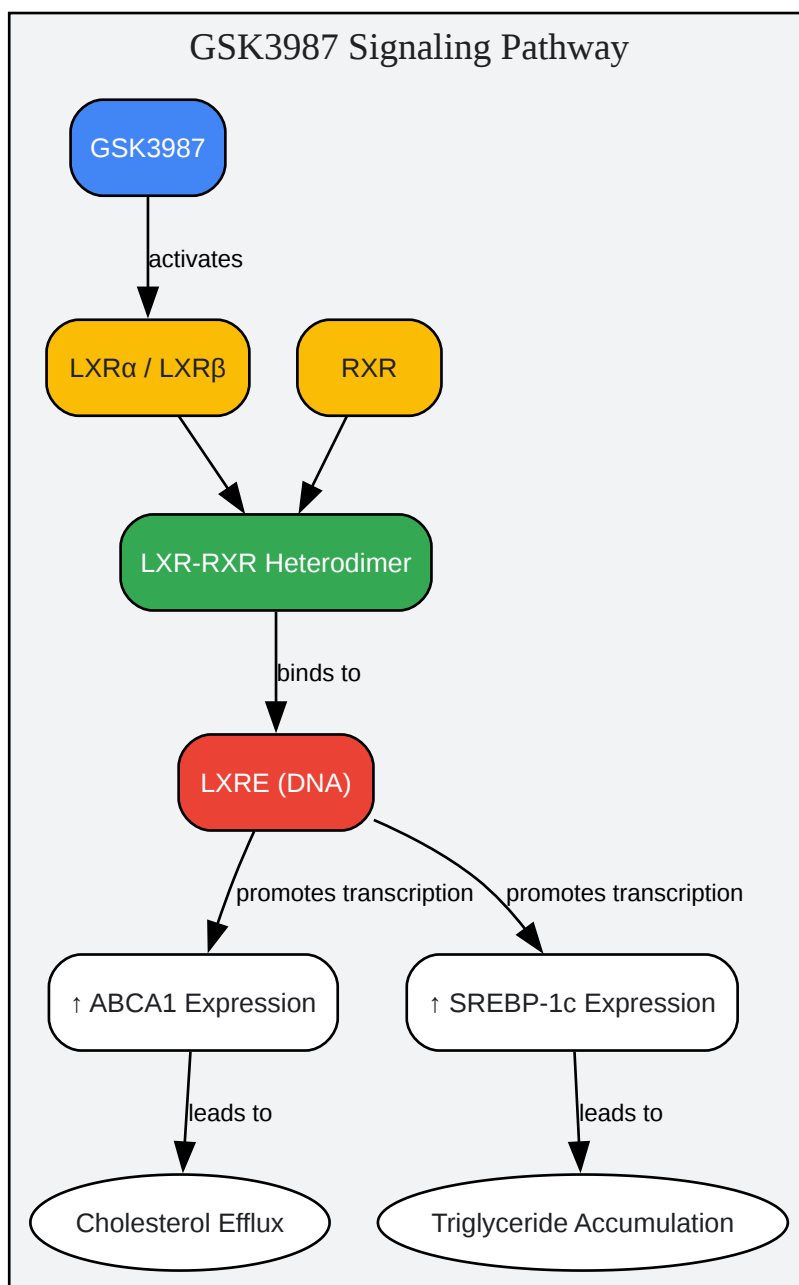 GSK3987 Signaling Pathway
GSK3987
activates
LXRα / LXRβ
RXR
LXR-RXR Heterodimer
binds to
LXRE (DNA)
promotes transcription
promotes transcription
↑ ABCA1 Expression
↑ SREBP-1c Expression
leads to
leads to
Cholesterol Efflux
Triglyceride Accumulation